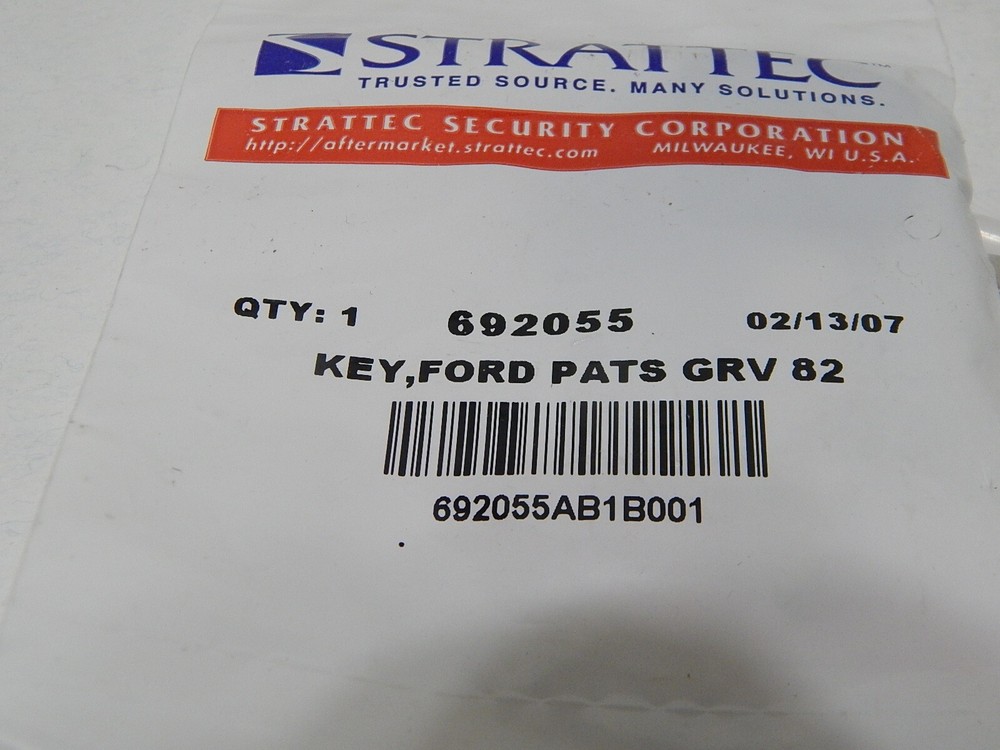 STRATTEC
TRUSTED SOURCE. MANY SOLUTIONS.
STRATTEC SECURITY CORPORATION
http://aftermarket.strattec.com MILWAUKEE, WI U.S.A.
QTY: 1 692055 02/13/07
KEY,FORD PATS GRV 82
692055AB1B001